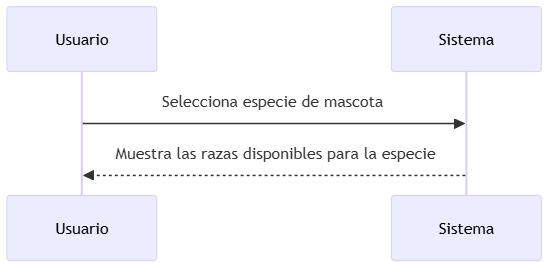 Usuario
Sistema
Selecciona especie de mascota
Muestra las razas disponibles para la especie
Usuario
Sistema